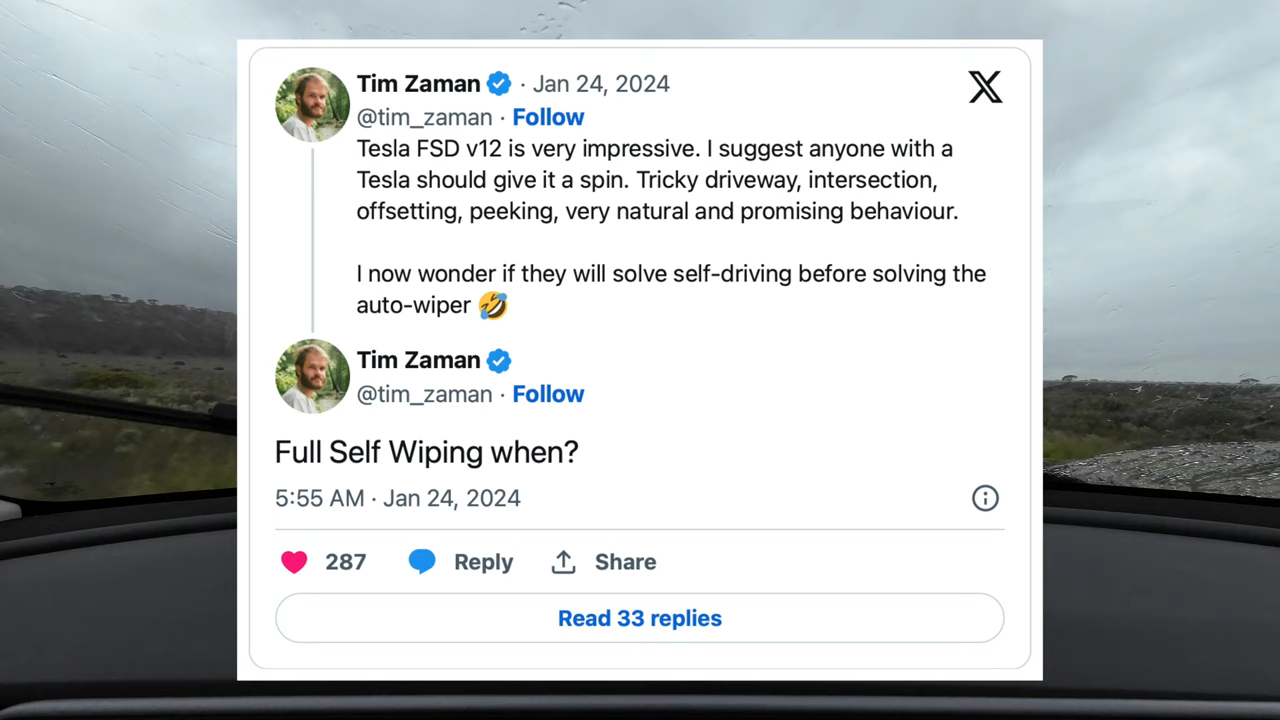 Tim Zaman · Jan 24, 2024
@tim_zaman · Follow
Tesla FSD v12 is very impressive. I suggest anyone with a
Tesla should give it a spin. Tricky driveway, intersection,
offsetting, peeking, very natural and promising behaviour.
I now wonder if they will solve self-driving before solving the
auto-wiper 🤣
Tim Zaman
@tim_zaman · Follow
Full Self Wiping when?
5:55 AM · Jan 24, 2024
287 Reply Share
Read 33 replies